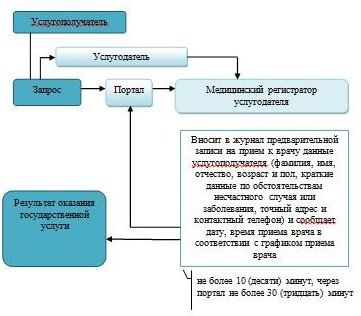 Услугополучатель
Услугодатель
Запрос
Портал
Медицинский регистратор
услугодателя
Вносит в журнал предварительной
записи на прием к врачу данные
услугополучателя (фамилия, имя,
отчество, возраст и пол, краткие
данные по обстоятельствам
несчастного случая или
заболевания, точный адрес и
контактный телефон) и сообщает
дату, время приема врача в
соответствии с графиком приема
врача
Результат оказания
государственной
услуги
не более 10 (десяти) минут, через
портал не более 30 (тридцать) минут